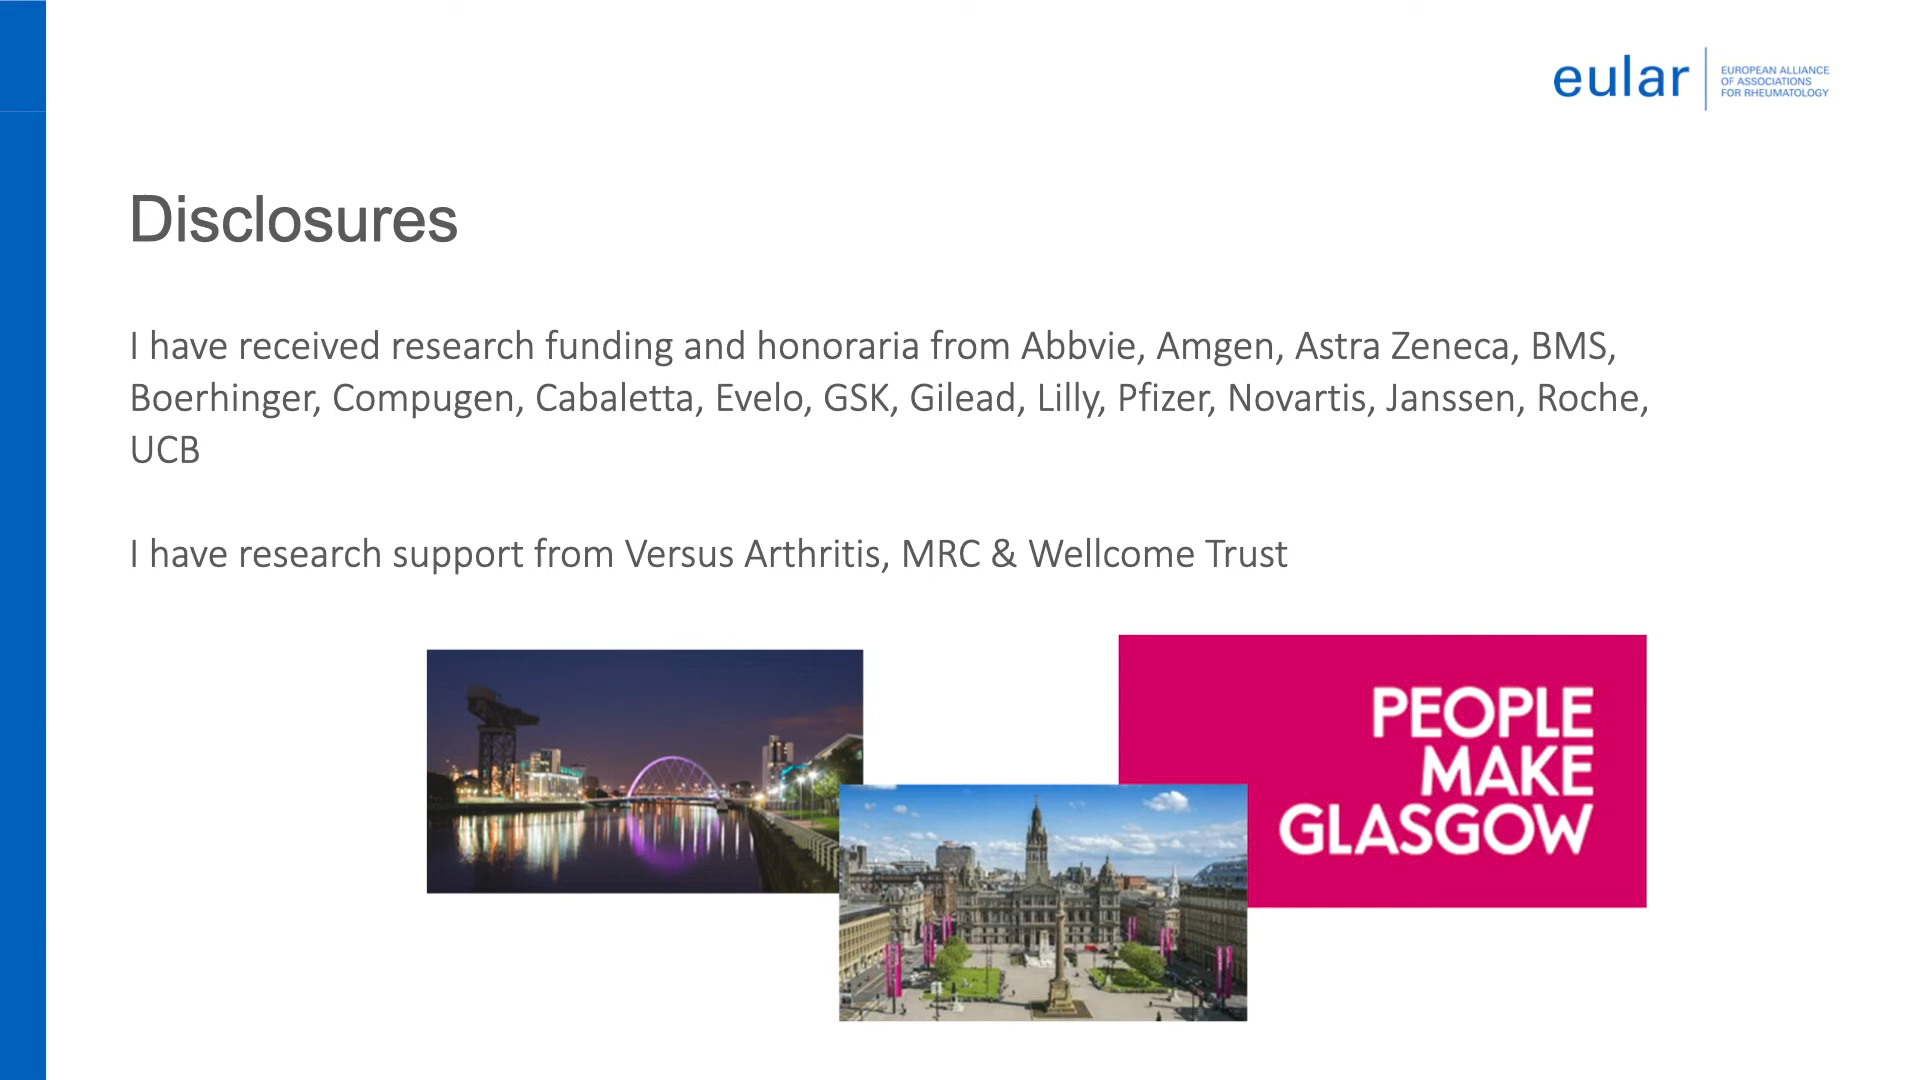 eular
EUROPEAN ALLIANCE
OF ASSOCIATIONS
FOR RHEUMATOLOGY
Disclosures
I have received research funding and honoraria from Abbvie, Amgen, Astra Zeneca, BMS,
Boerhinger, Compugen, Cabaletta, Evelo, GSK, Gilead, Lilly, Pfizer, Novartis, Janssen, Roche,
UCB
I have research support from Versus Arthritis, MRC & Wellcome Trust
PEOPLE
MAKE
GLASGOW